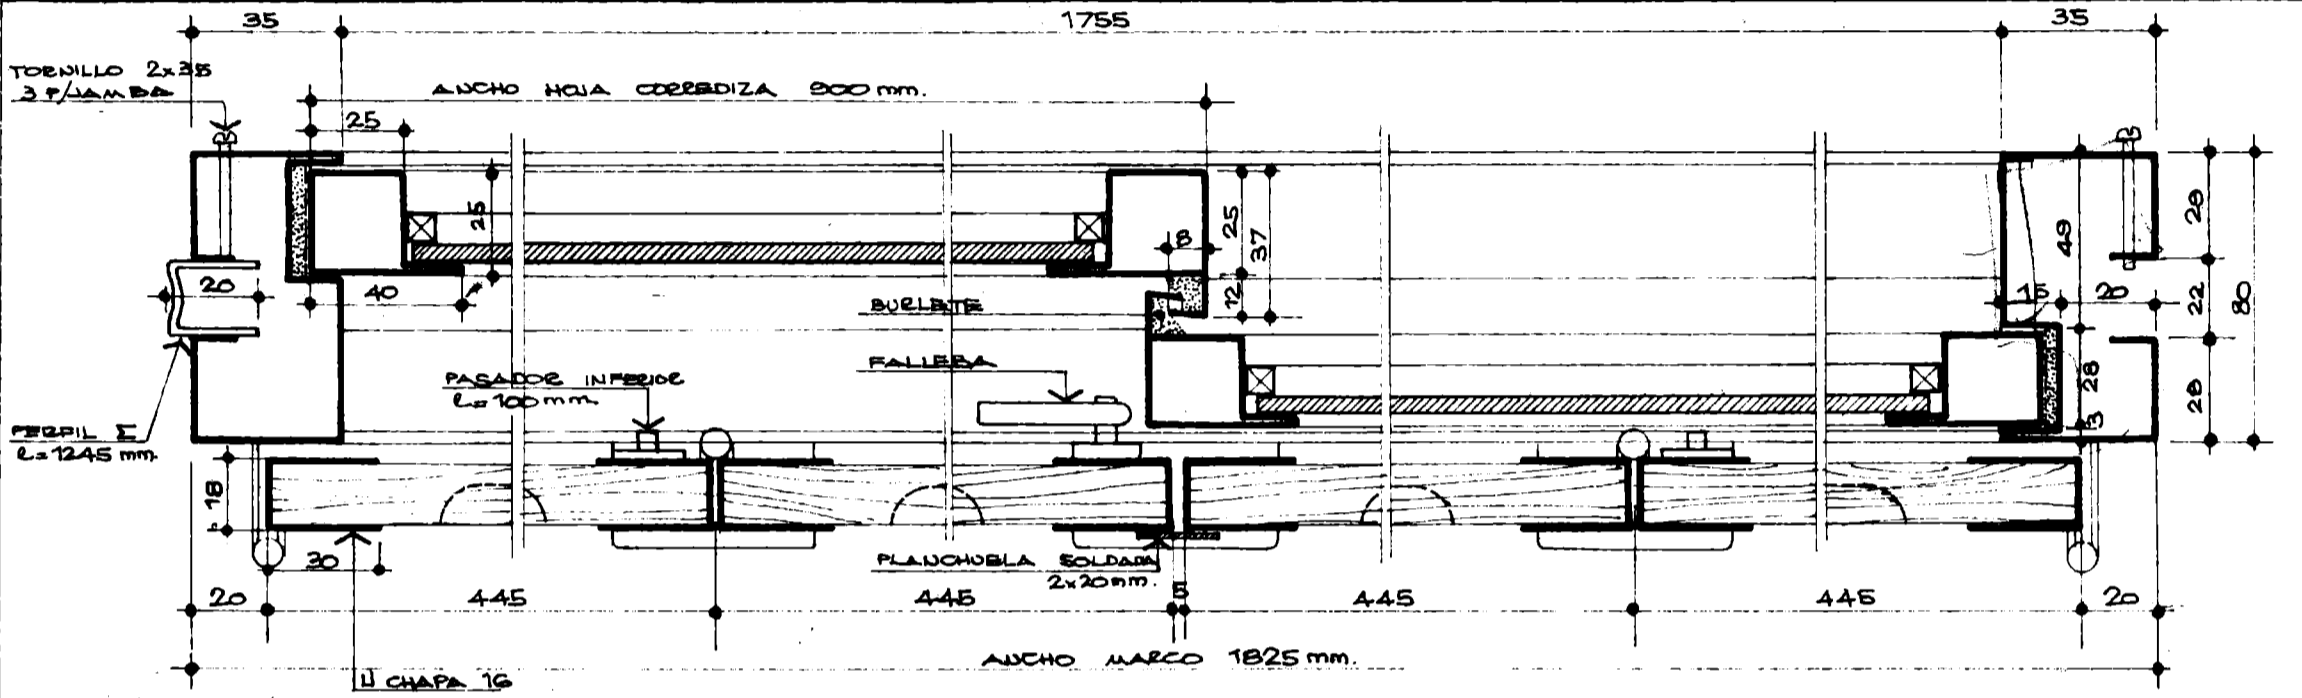 35
1755
35
TORNILLO 2x35
3 P/JAMBA
ANCHO HOJA CORREDIZA 900 mm.
25
25
8
25
37
12
49
28
22
80
28
20
40
15
20
28
3
BURLETE
FALLEBA
PASADOR INFERIOR
l=100 mm.
PERFIL
l=1245 mm.
18
30
PLANCHUELA SOLDADA
2x20 mm.
20
445
445
5
445
445
20
ANCHO MARCO 1825 mm.
U CHAPA 16